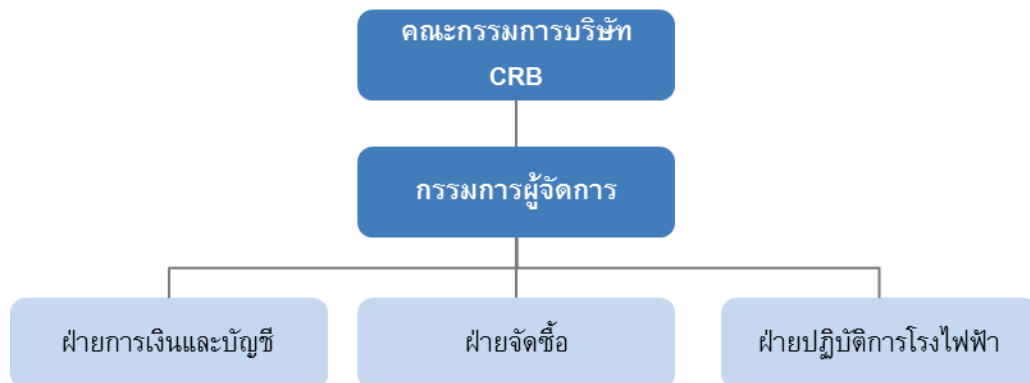 คณะกรรมการบริษัท
CRB
กรรมการผู้จัดการ
ฝ่ายการเงินและบัญชี
ฝ่ายจัดซื้อ
ฝ่ายปฏิบัติการโรงไฟฟ้า